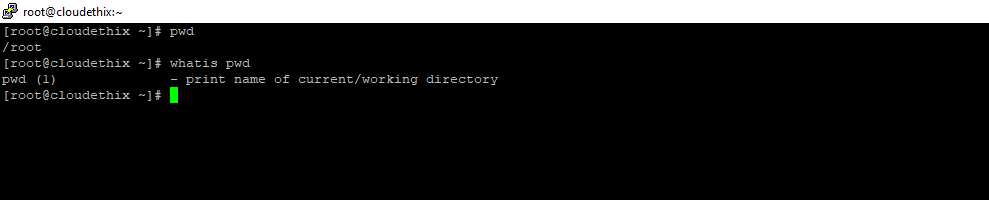 root@cloudethix:~
[root@cloudethix ~]# pwd
/root
[root@cloudethix ~]# whatis pwd
pwd (1)              - print name of current/working directory
[root@cloudethix ~]#